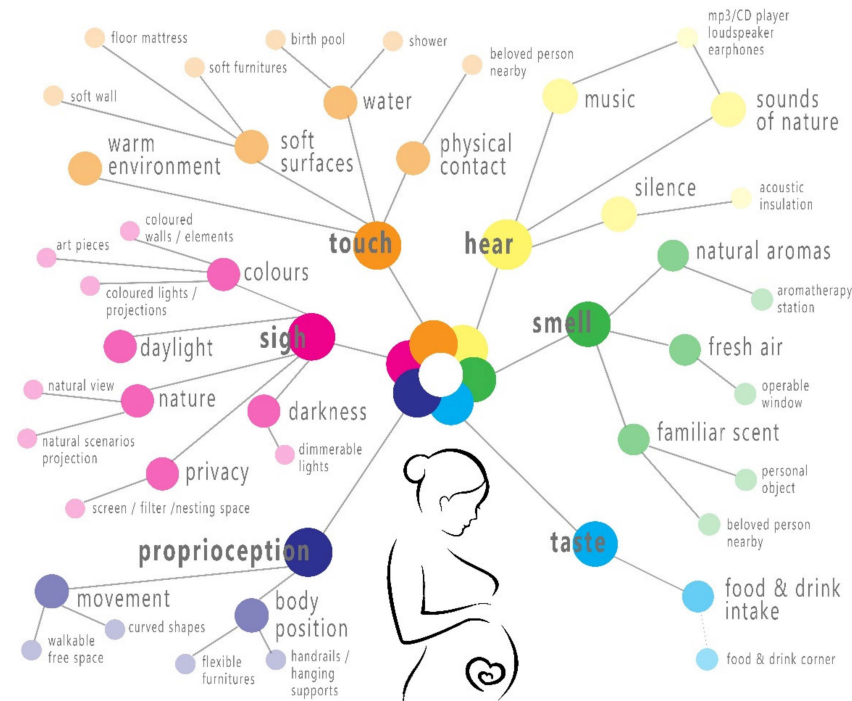 floor mattress
soft furnitures
soft wall
warm
environment
soft
surfaces
birth pool
shower
water
beloved person
nearby
physical
contact
touch
mp3/CD player
loudspeaker
earphones
music
sounds
of nature
silence
acoustic
insulation
hear
coloured
walls / elements
art pieces
colours
coloured lights /
projections
daylight
sigh
natural view
nature
natural scenarios
projection
darkness
dimmerable
lights
privacy
screen / filter /nesting space
natural aromas
aromatherapy
station
smell
fresh air
operable
window
familiar scent
personal
object
beloved person
nearby
proprioception
movement
curved shapes
walkable
free space
body
position
flexible
furnitures
handrails /
hanging
supports
taste
food & drink
intake
food & drink corner